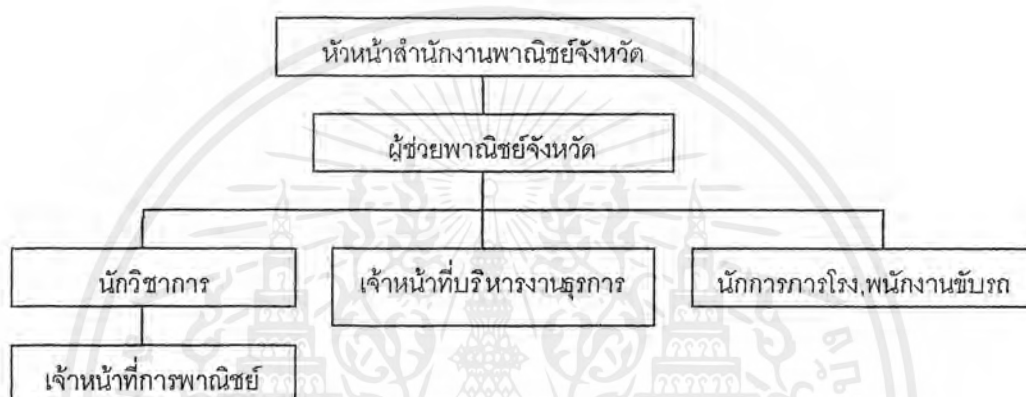 หัวหน้าสำนักงานพาณิชย์จังหวัด
ผู้ช่วยพาณิชย์จังหวัด
นักวิชาการ
เจ้าหน้าที่บริหารงานธุรการ
นักการภารโรง,พนักงานขับรถ
เจ้าหน้าที่การพาณิชย์